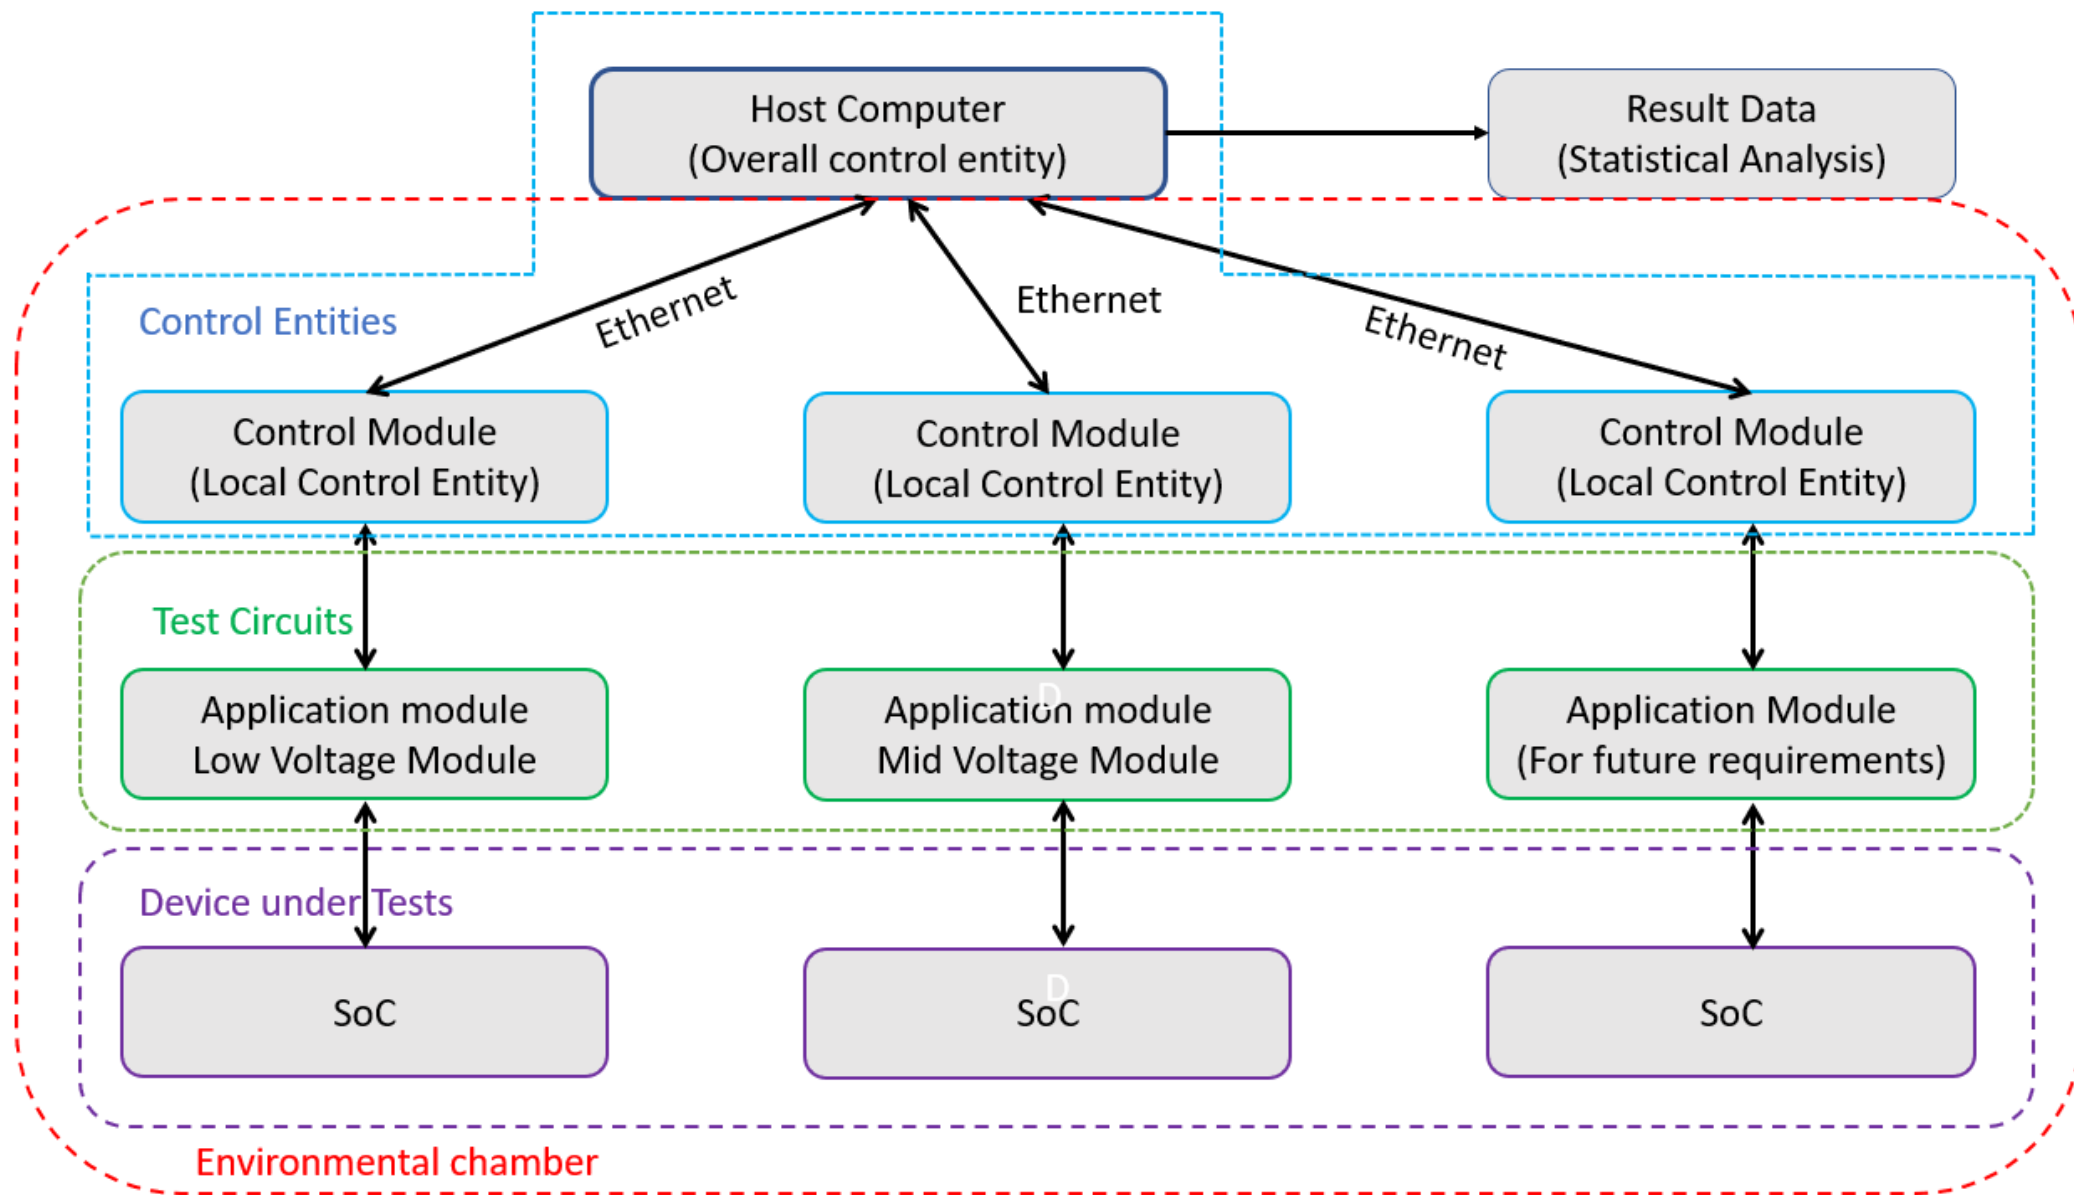 Host Computer
(Overall control entity)
Result Data
(Statistical Analysis)
Ethernet
Ethernet
Ethernet
Control Entities
Control Module
(Local Control Entity)
Control Module
(Local Control Entity)
Control Module
(Local Control Entity)
Test Circuits
D
Application module
Low Voltage Module
Application module
Mid Voltage Module
Application Module
(For future requirements)
Device under Tests
D
SoC
SoC
SoC
Environmental chamber